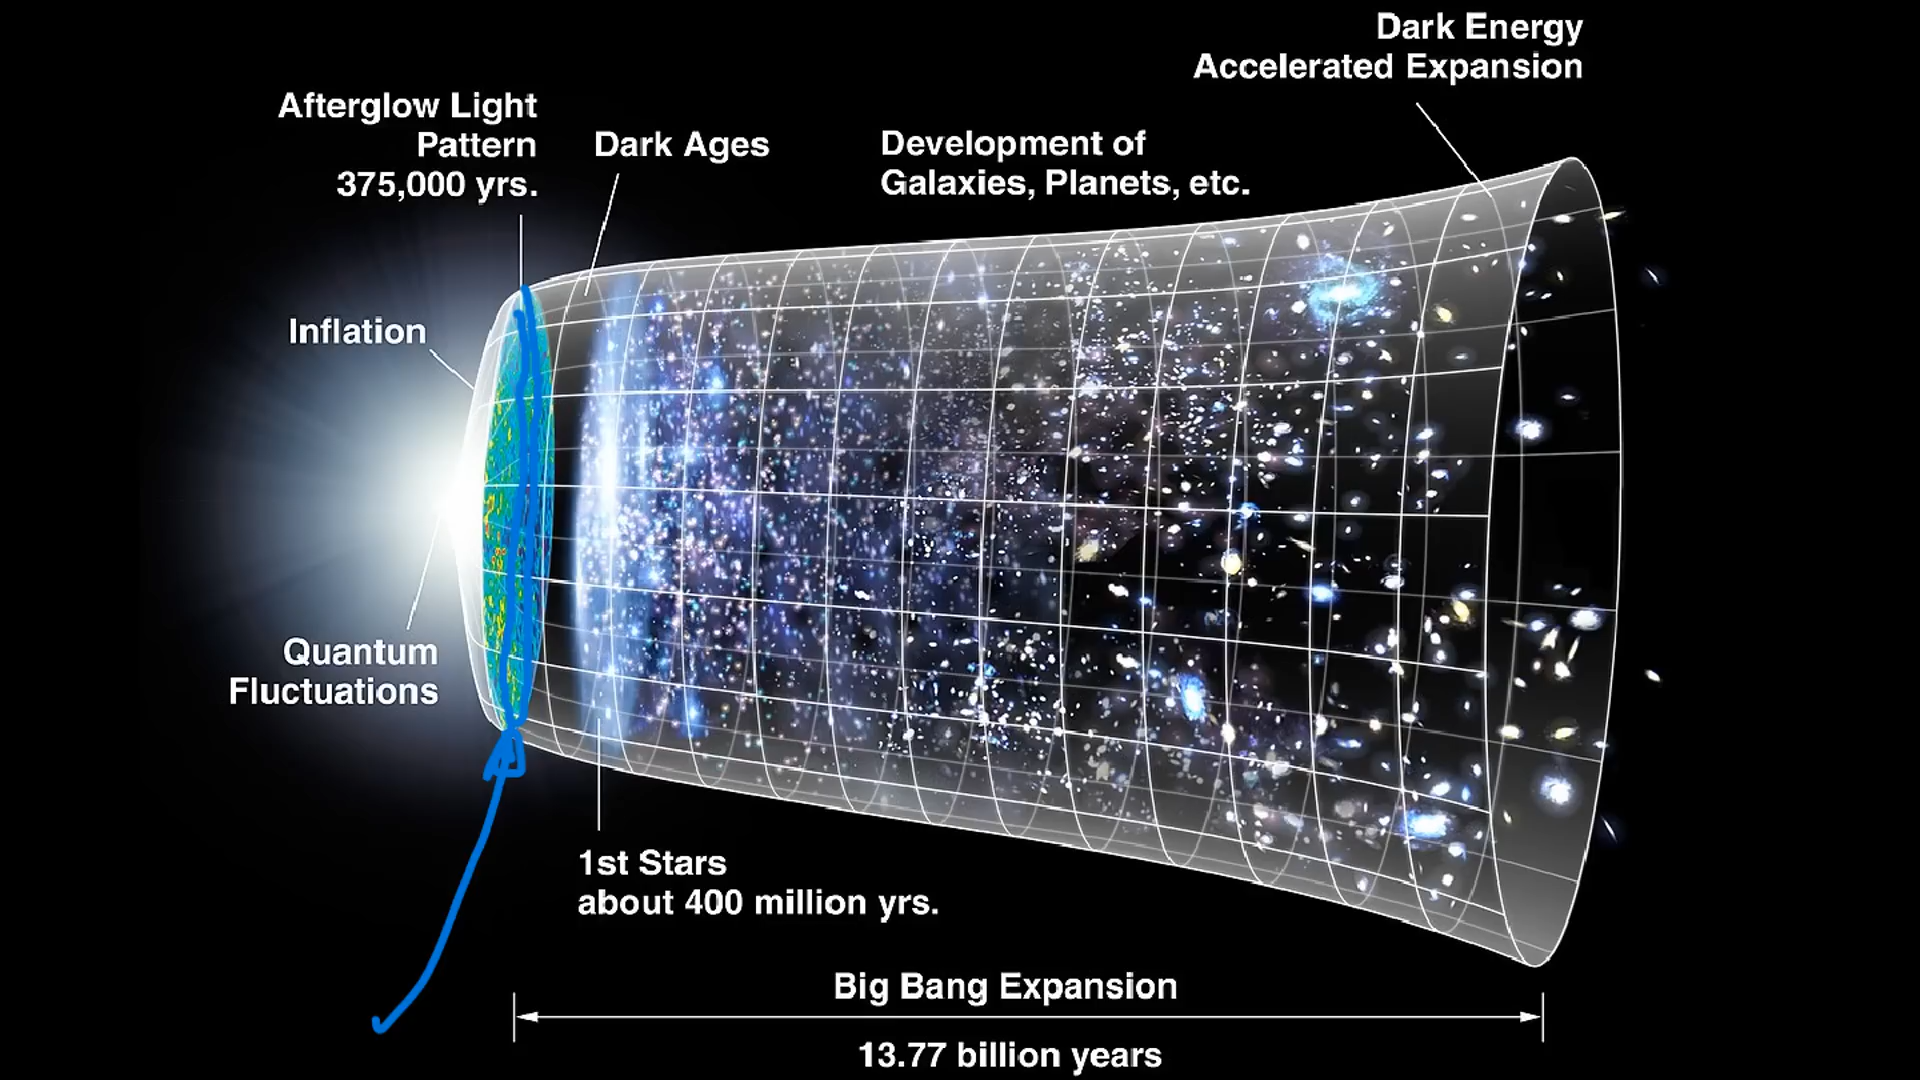 Dark Energy
Accelerated Expansion
Afterglow Light
Pattern
375,000 yrs.
Dark Ages
Development of
Galaxies, Planets, etc.
Inflation
Quantum
Fluctuations
1st Stars
about 400 million yrs.
Big Bang Expansion
13.77 billion years